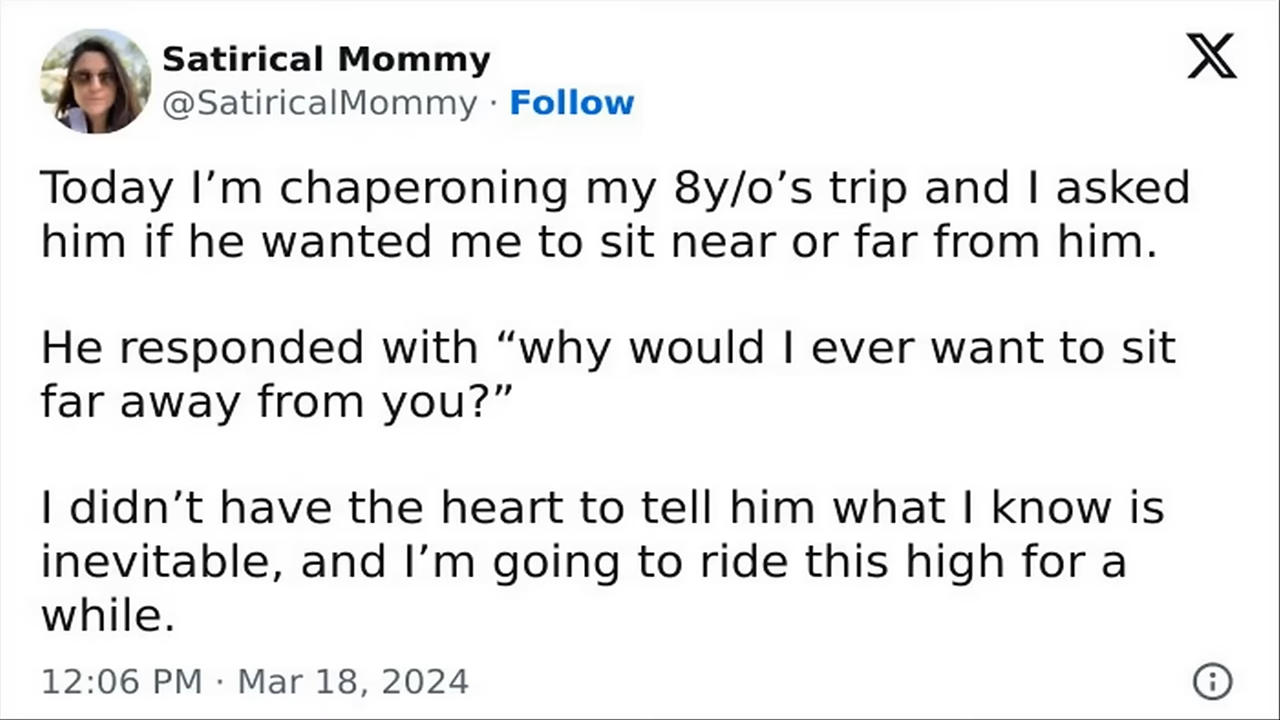 Satirical Mommy
@SatiricalMommy · Follow
Today I’m chaperoning my 8y/o’s trip and I asked
him if he wanted me to sit near or far from him.
He responded with “why would I ever want to sit
far away from you?”
I didn’t have the heart to tell him what I know is
inevitable, and I’m going to ride this high for a
while.
12:06 PM · Mar 18, 2024